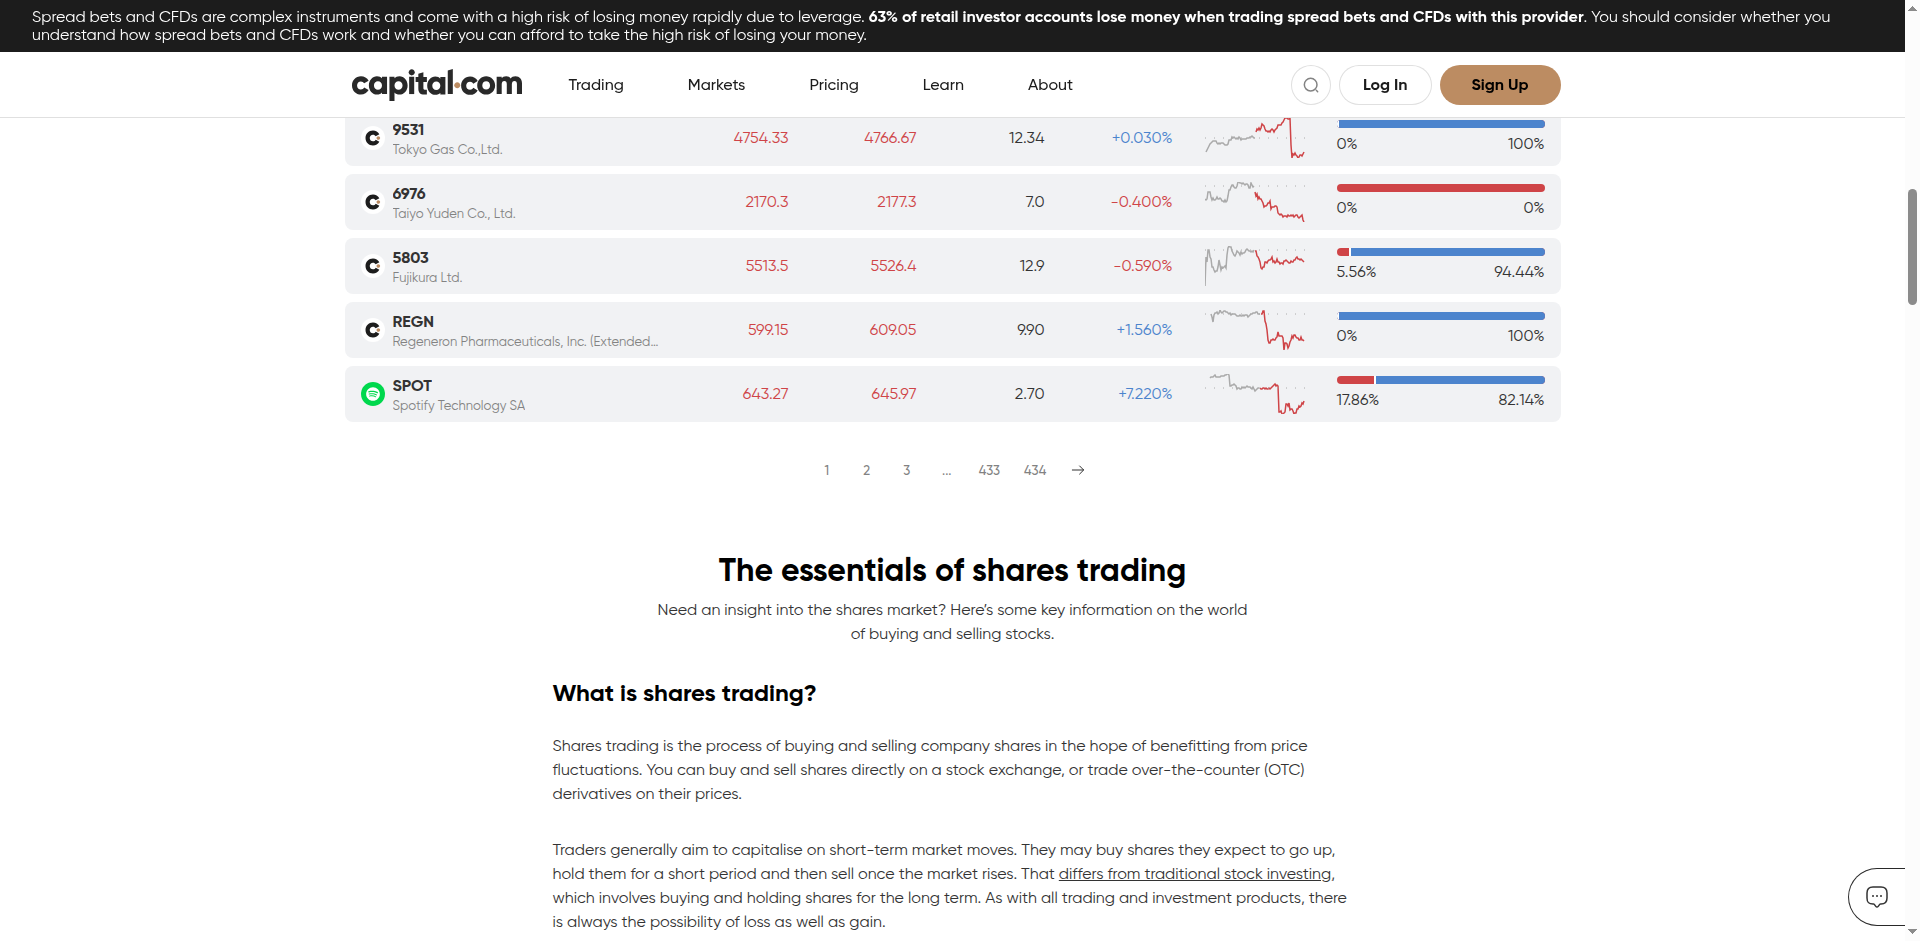 Spread bets and CFDs are complex instruments and come with a high risk of losing money rapidly due to leverage. 63% of retail investor accounts lose money when trading spread bets and CFDs with this provider. You should consider whether you
understand how spread bets and CFDs work and whether you can afford to take the high risk of losing your money.
capital.com Trading Markets Pricing Learn About Log In Sign Up
9531
Tokyo Gas Co.,Ltd.
4754.33 4766.67 12.34 +0.030% 0% 100%
6976
Taiyo Yuden Co., Ltd.
2170.3 2177.3 7.0 -0.400% 0% 0%
5803
Fujikura Ltd.
5513.5 5526.4 12.9 -0.590% 5.56% 94.44%
REGN
Regeneron Pharmaceuticals, Inc. (Extended...
599.15 609.05 9.90 +1.560% 0% 100%
SPOT
Spotify Technology SA
643.27 645.97 2.70 +7.220% 17.86% 82.14%
1 2 3 ... 433 434
The essentials of shares trading
Need an insight into the shares market? Here's some key information on the world
of buying and selling stocks.
What is shares trading?
Shares trading is the process of buying and selling company shares in the hope of benefitting from price
fluctuations. You can buy and sell shares directly on a stock exchange, or trade over-the-counter (OTC)
derivatives on their prices.
Traders generally aim to capitalise on short-term market moves. They may buy shares they expect to go up,
hold them for a short period and then sell once the market rises. That differs from traditional stock investing,
which involves buying and holding shares for the long term. As with all trading and investment products, there
is always the possibility of loss as well as gain.